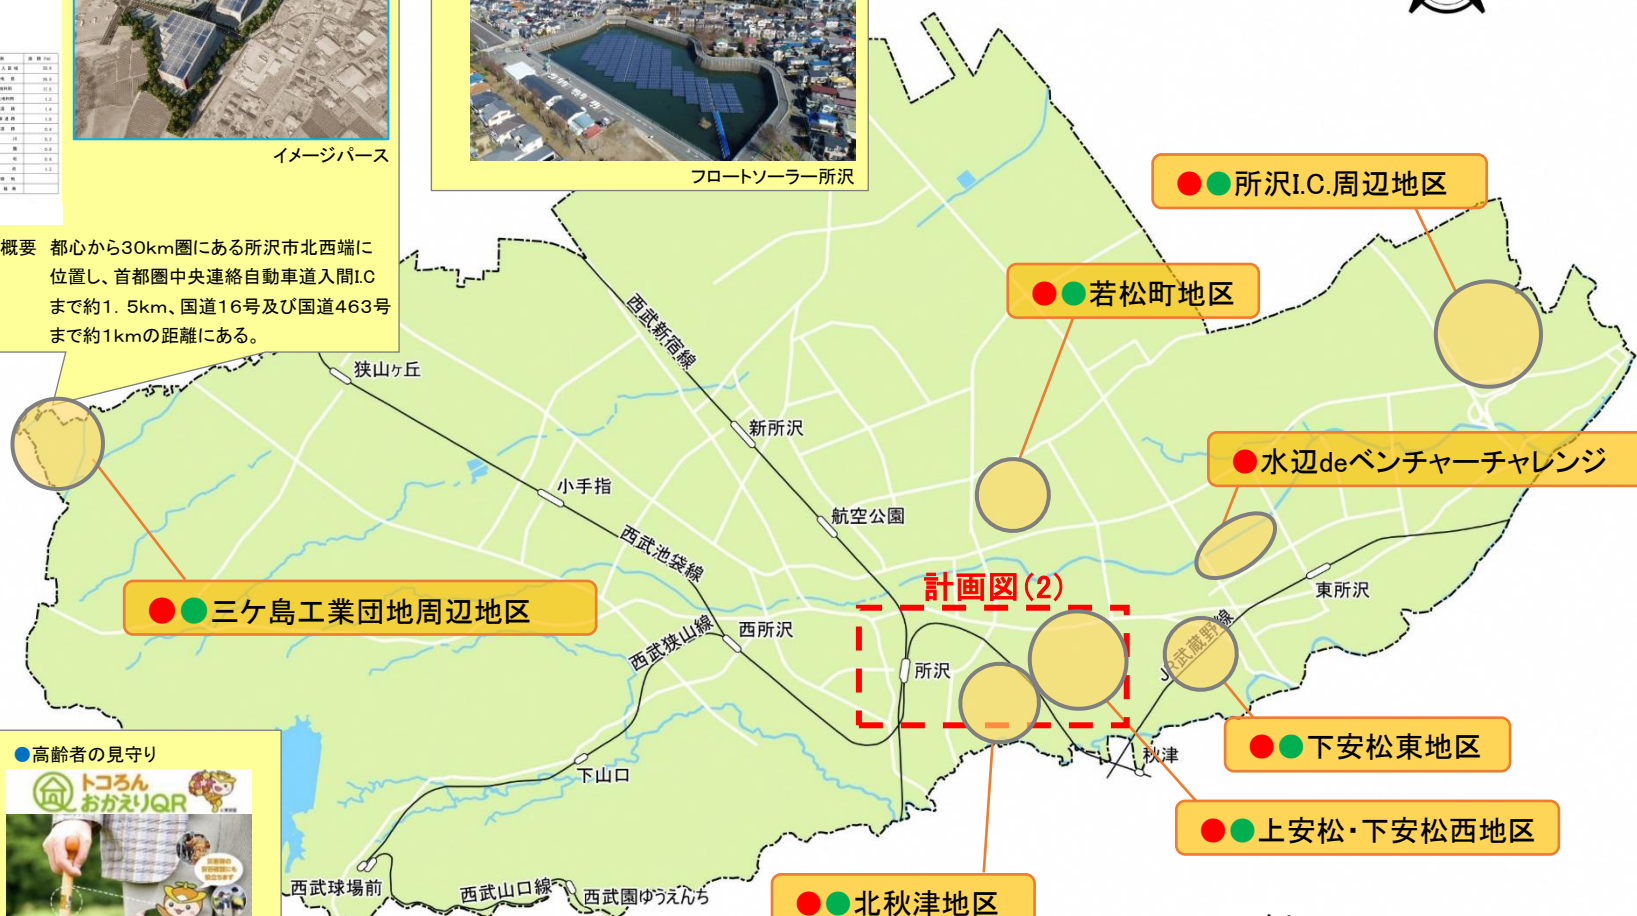 イメージパース
フロートソーラー所沢
概要 都心から30km圏にある所沢市北西端に
位置し、首都圏中央連絡自動車道入間I.C
まで約1.5km、国道16号及び国道463号
まで約1kmの距離にある。
●●所沢I.C.周辺地区
●●若松町地区
西武新宿線
狭山ヶ丘
新所沢
●水辺deベンチャーチャレンジ
小手指
航空公園
西武池袋線
計画図(2)
東所沢
●●三ケ島工業団地周辺地区
西武狭山線
西所沢
所沢
JR武蔵野線
●●下安松東地区
秋津
下山口
●高齢者の見守り
トコろん
おかえりQR
●●上安松・下安松西地区
西武球場前
西武山口線
西武園ゆうえんち
●●北秋津地区